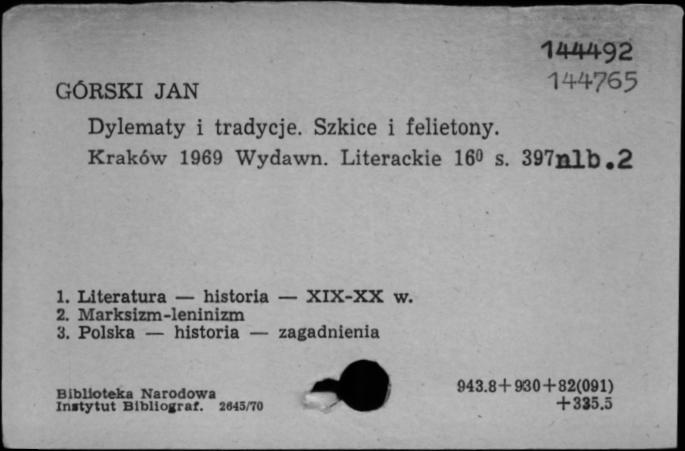 144492
144765
GÓRSKI JAN
Dylematy i tradycje. Szkice i felietony.
Kraków 1969 Wydawn. Literackie 16⁰ s. 397nlb.2
1. Literatura — historia — XIX-XX w.
2. Marksizm-leninizm
3. Polska — historia — zagadnienia
Biblioteka Narodowa
Instytut Bibliograf. 2645/70
943.8+930+82(091)
+335.5